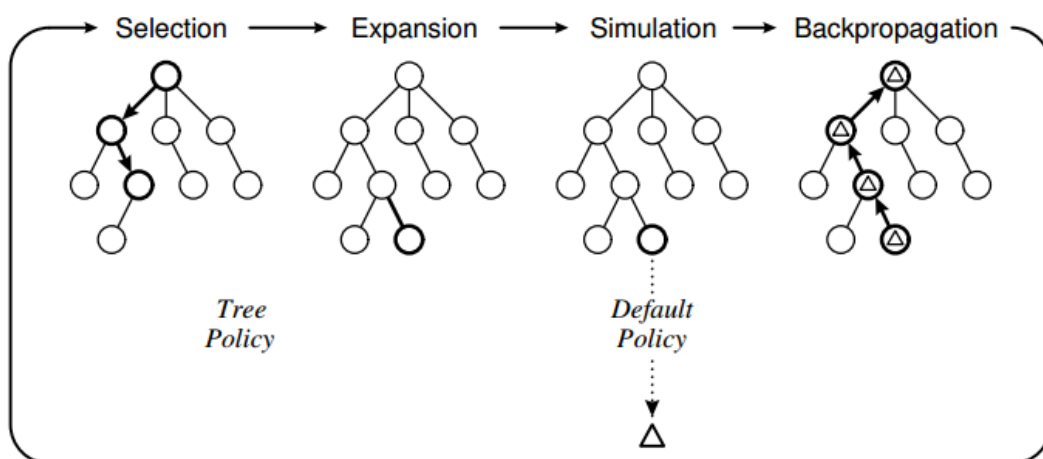 Selection Expansion Simulation Backpropagation
Tree
Policy
Default
Policy